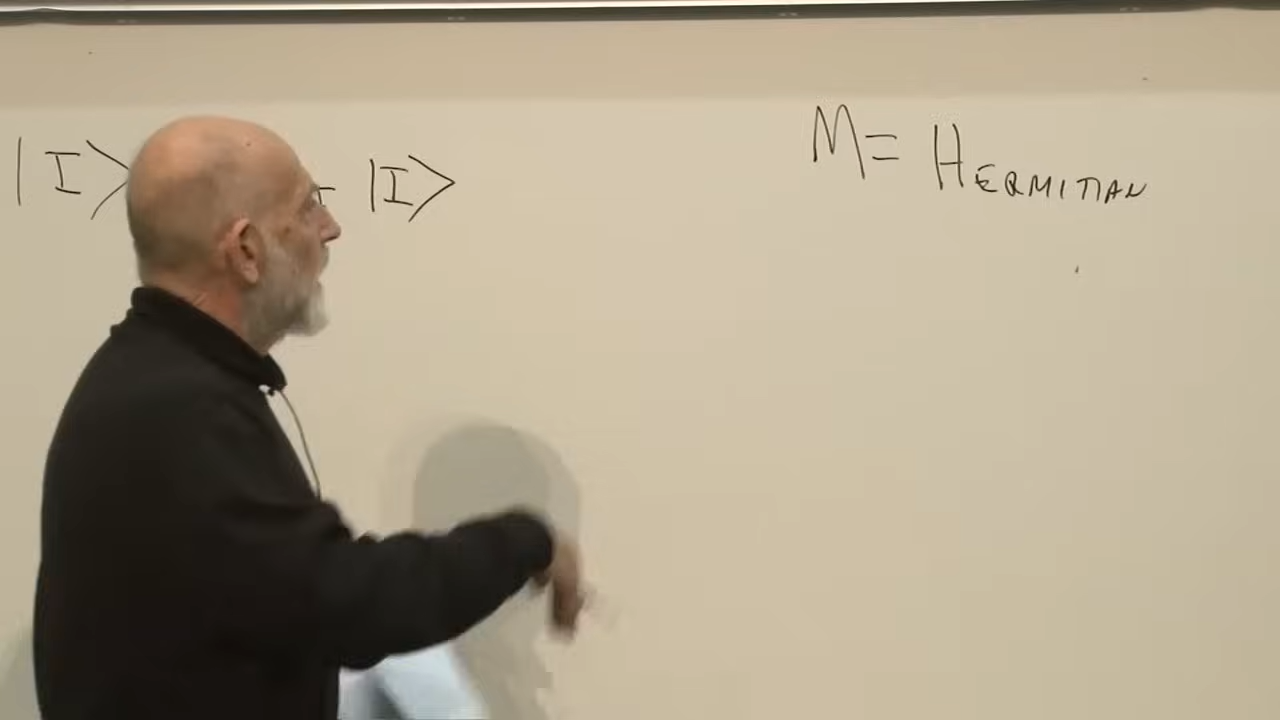 |I> |I>
M = HERMITIAN